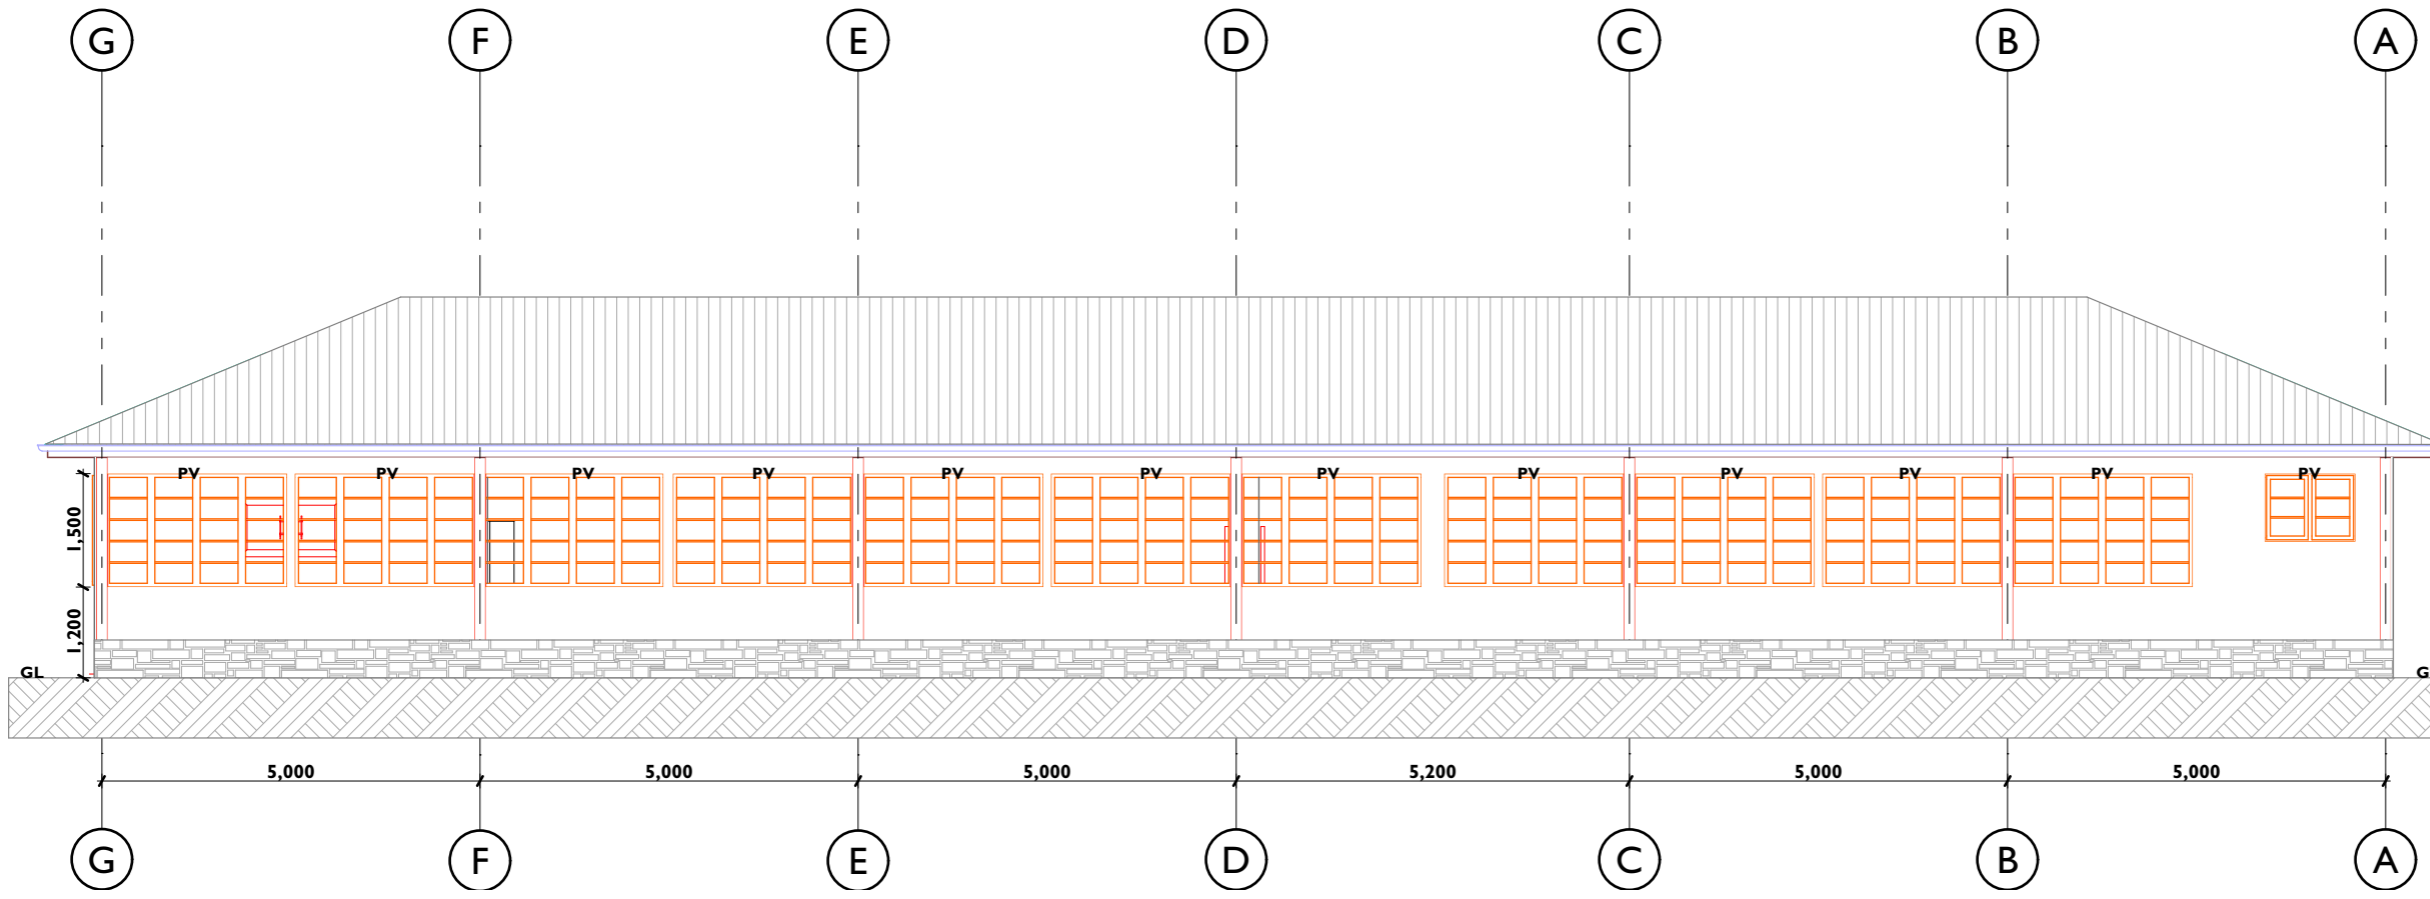 G F E D C B A
PV PV PV PV PV PV PV PV PV PV PV PV
1,500
1,200
GL G
5,000 5,000 5,000 5,200 5,000 5,000
G F E D C B A